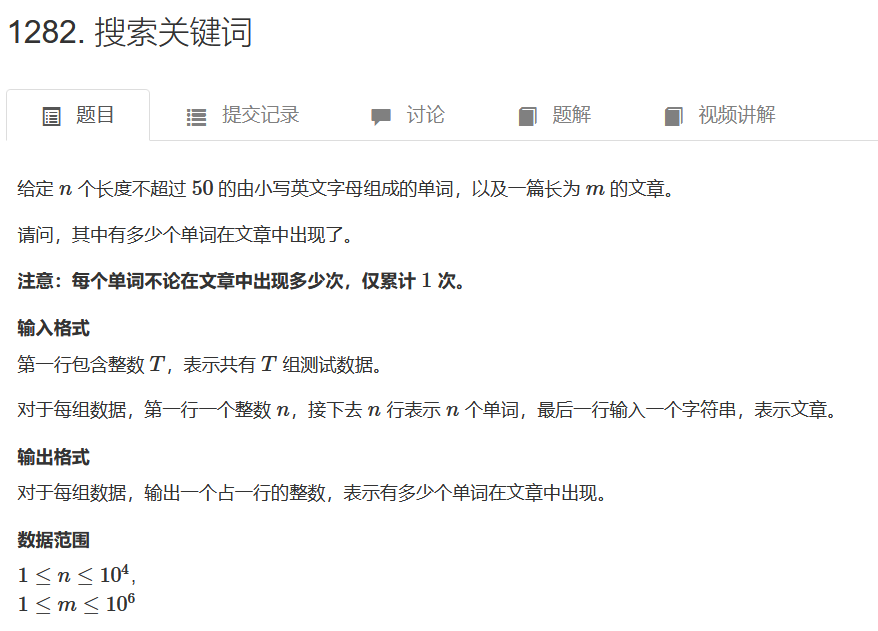 1282. 搜索关键词
题目 提交记录 讨论 题解 视频讲解
给定 n 个长度不超过 50 的由小写英文字母组成的单词，以及一篇长为 m 的文章。
请问，其中有多少个单词在文章中出现了。
注意：每个单词不论在文章中出现多少次，仅累计 1 次。
输入格式
第一行包含整数 T，表示共有 T 组测试数据。
对于每组数据，第一行一个整数 n，接下去 n 行表示 n 个单词，最后一行输入一个字符串，表示文章。
输出格式
对于每组数据，输出一个占一行的整数，表示有多少个单词在文章中出现。
数据范围
1 ≤ n ≤ 10⁴,
1 ≤ m ≤ 10⁶